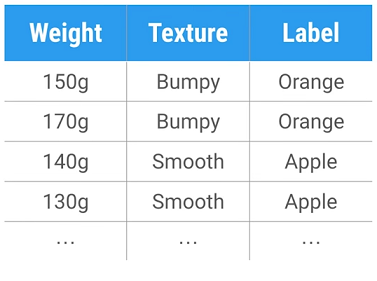 Weight Texture Label
150g Bumpy Orange
170g Bumpy Orange
140g Smooth Apple
130g Smooth Apple
... ... ...